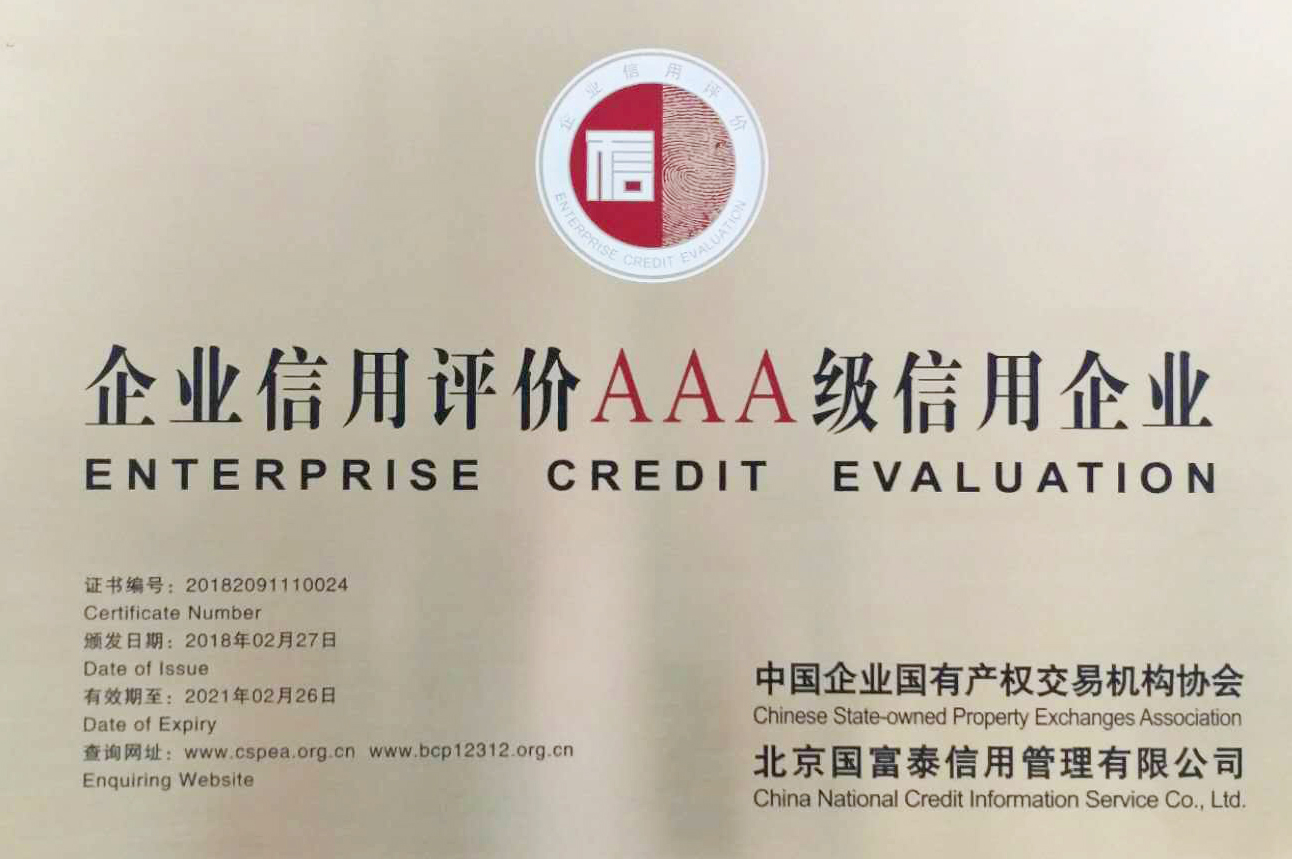 企业信用评价
信
ENTERPRISE CREDIT EVALUATION
企业信用评价AAA级信用企业
ENTERPRISE CREDIT EVALUATION
证书编号：20182091110024
Certificate Number
颁发日期：2018年02月27日
Date of Issue
有效期至：2021年02月26日
Date of Expiry
查询网址：www.cspea.org.cn www.bcp12312.org.cn
Enquiring Website
中国企业国有产权交易机构协会
Chinese State-owned Property Exchanges Association
北京国富泰信用管理有限公司
China National Credit Information Service Co., Ltd.